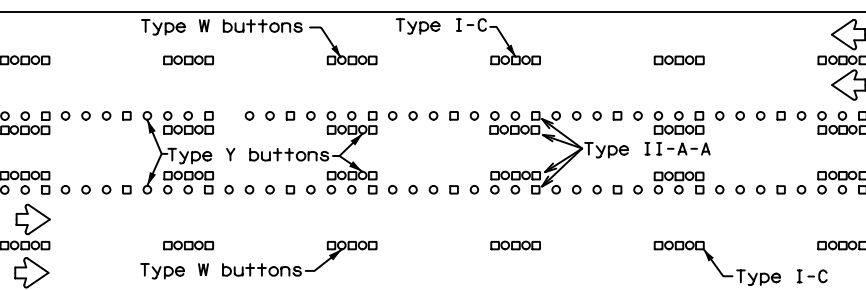 Type W buttons
Type I-C
Type Y buttons
Type II-A-A
Type W buttons
Type I-C